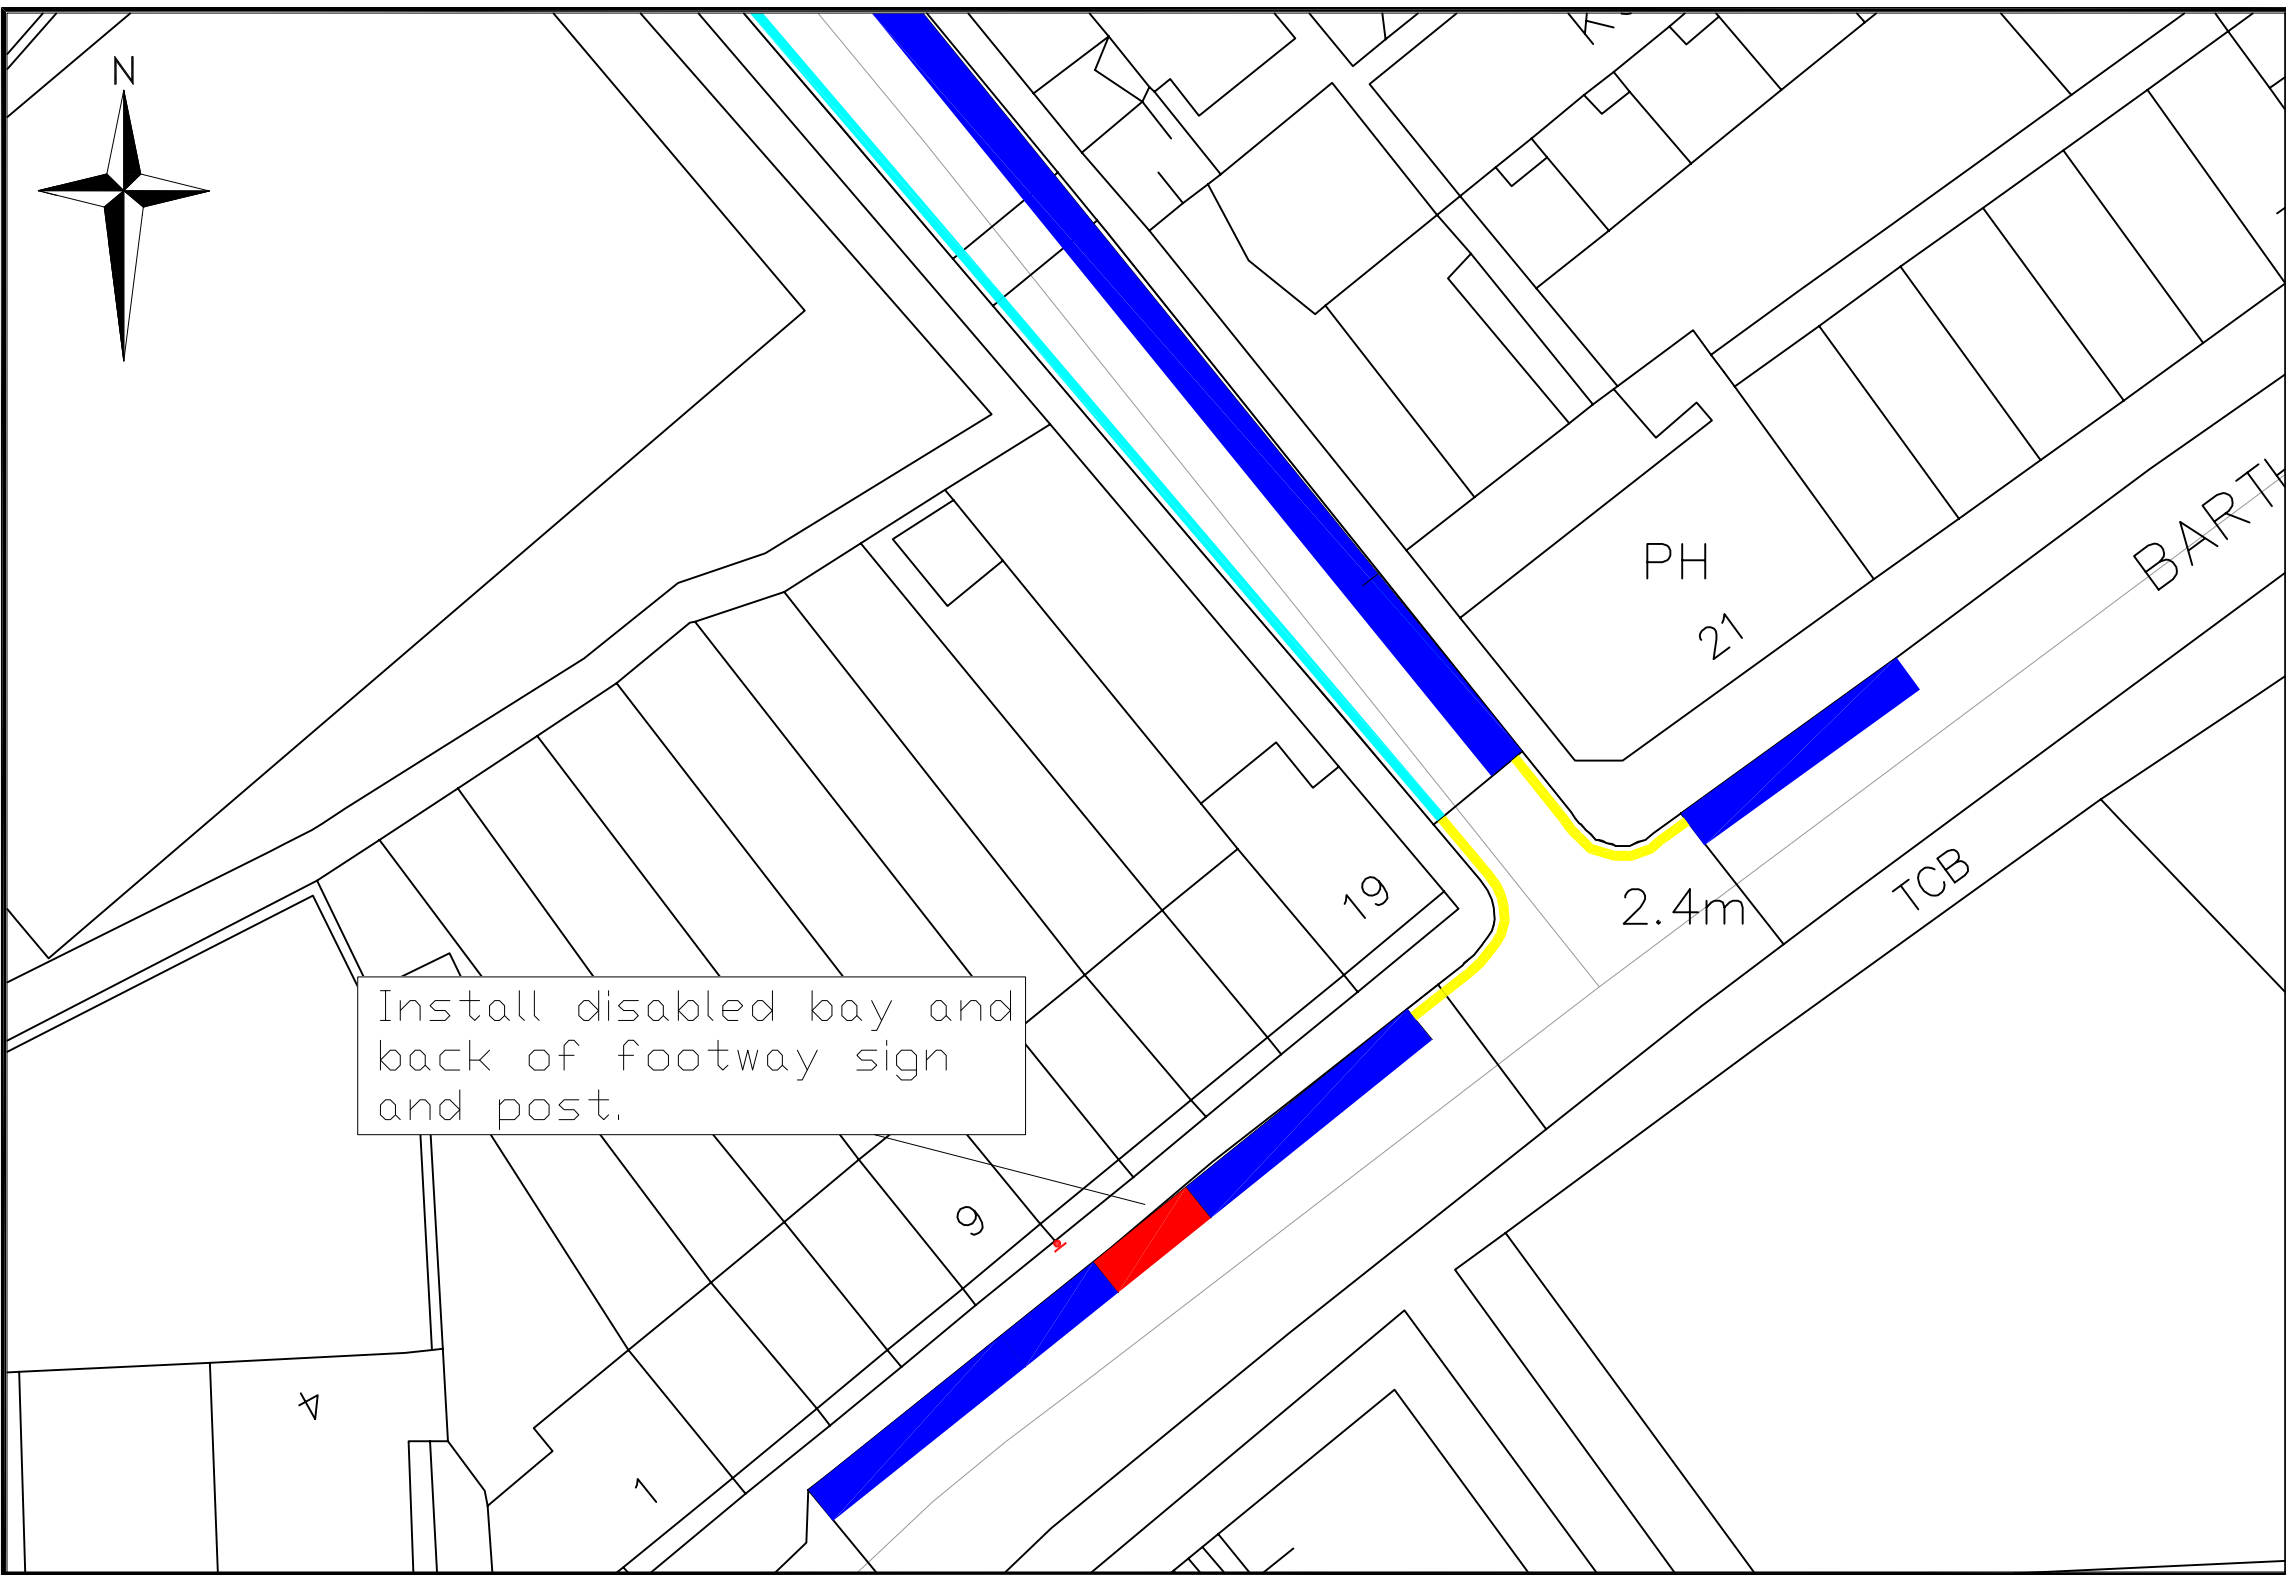 N
PH
21
BART
2.4m
TCB
19
Install disabled bay and
back of footway sign
and post.
9
4
1